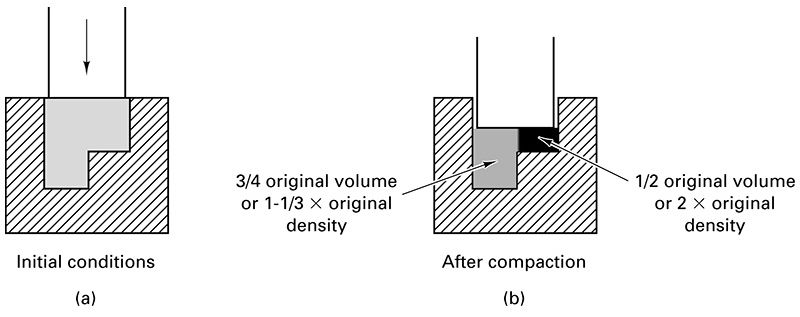 3/4 original volume
or 1-1/3 × original
density
1/2 original volume
or 2 × original
density
Initial conditions
After compaction
(a)
(b)